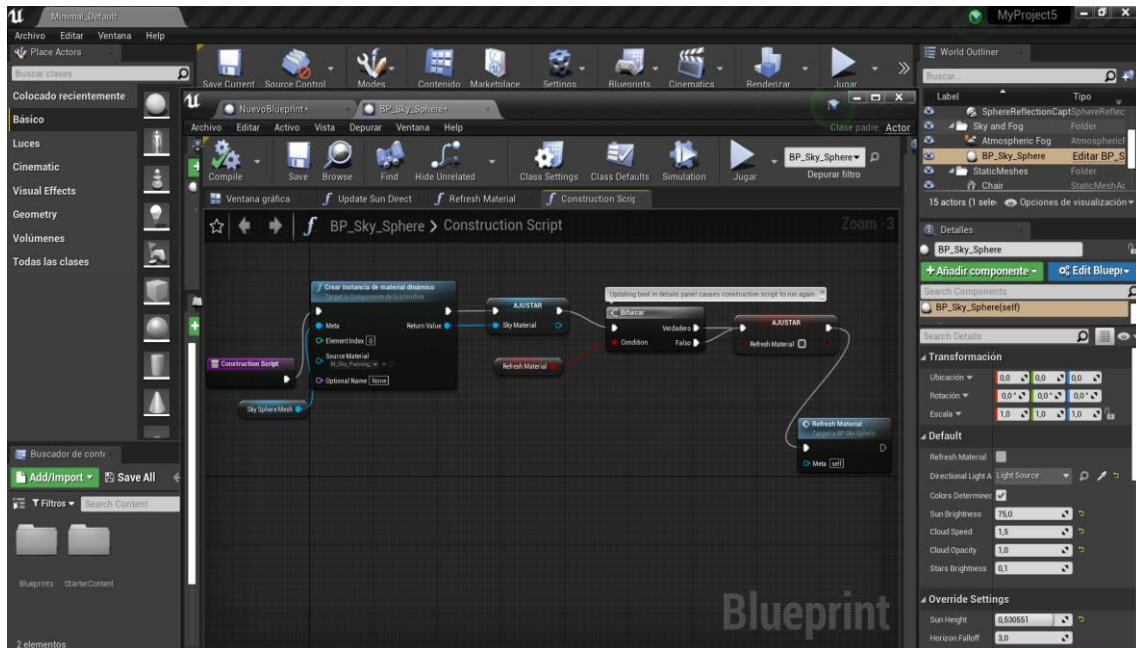 Minimal_Default
MyProject5
Archivo Editar Ventana Help
Place Actors
Buscar clases
Colocado recientemente
Básico
Luces
Cinematic
Visual Effects
Geometry
Volúmenes
Todas las clases
Save Current Source Control Modes Contenido Marketplace Settings Blueprints Cinematics Renderizar Jugar
NuevoBlueprint•
BP_Sky_Sphere•
Archivo Editar Activo Vista Depurar Ventana Help
Clase padre: Actor
Compile Save Browse Find Hide Unrelated Class Settings Class Defaults Simulation Jugar
BP_Sky_Sphere
Depurar filtro
Ventana gráfica
Update Sun Direct
Refresh Material
Construction Scrip
BP_Sky_Sphere > Construction Script
Zoom -3
Crear instancia de material dinámico
Target is Componente de la primitiva
Meta Return Value
Element Index 0
Source Material
M_Sky_Panning_
Optional Name None
Construction Script
Sky Sphere Mesh
AJUSTAR
Sky Material
Updating bool in details panel causes construction script to run again
Bifurcar
Verdadero
Condition Falso
Refresh Material
AJUSTAR
Refresh Material
Refresh Material
Target is BP Sky Sphere
Meta self
Blueprint
Buscador de conte
Add/Import Save All
Filtros Search Content
Blueprints StarterContent
2 elementos
World Outliner
Buscar...
Label Tipo
SphereReflectionCapt SphereReflec
Sky and Fog Folder
Atmospheric Fog AtmosphericF
BP_Sky_Sphere Editar BP_S
StaticMeshes Folder
Chair StaticMeshAc
15 actors (1 sele Opciones de visualización
Detalles
BP_Sky_Sphere
+ Añadir componente Edit Bluepr
Search Components
BP_Sky_Sphere(self)
Search Details
Transformación
Ubicación 0,0 0,0 0,0
Rotación 0,0° 0,0° 0,0°
Escala 1,0 1,0 1,0
Default
Refresh Material
Directional Light A Light Source
Colors Determinec
Sun Brightness 75,0
Cloud Speed 1,5
Cloud Opacity 1,0
Stars Brightness 0,1
Override Settings
Sun Height 0,530551
Horizon Falloff 3,0